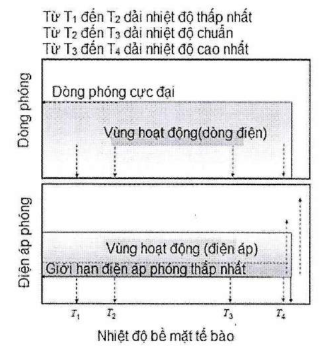 Từ T1 đến T2 dải nhiệt độ thấp nhất
Từ T2 đến T3 dải nhiệt độ chuẩn
Từ T3 đến T4 dải nhiệt độ cao nhất
Dòng phóng
Dòng phóng cực đại
Vùng hoạt động(dòng điện)
Điện áp phóng
Vùng hoạt động (điện áp)
Giới hạn điện áp phóng thấp nhất
T1 T2 T3 T4
Nhiệt độ bề mặt tế bào